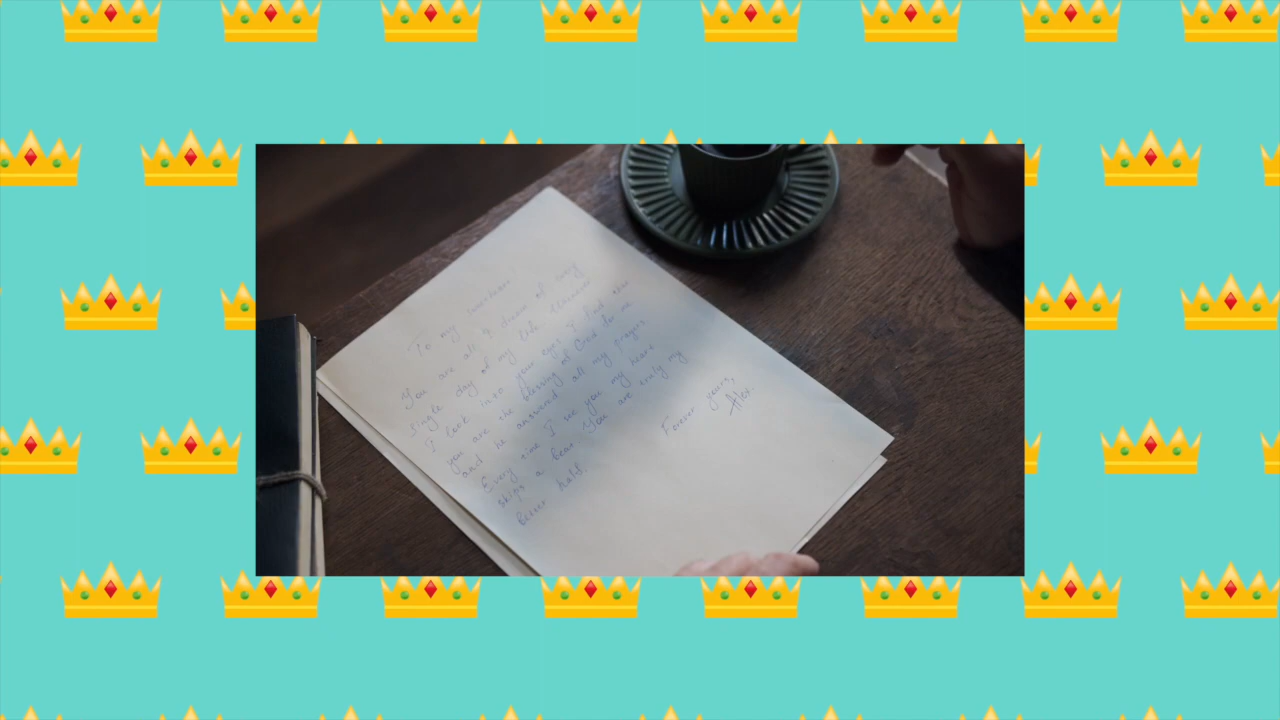 To my sweetheart
You are all I dream of every
single day of my life. Whenever
I look into your eyes I find
you are the blessing of God for me
and he answered all my prayers
Every time I see you my heart
skips a beat. You are truly my
better half.
Forever yours,
Alex.